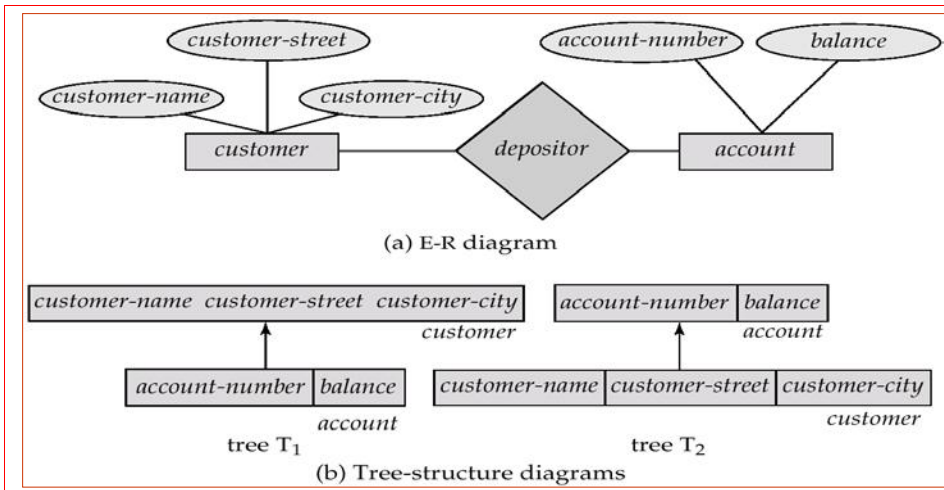 customer-street
account-number
balance
customer-name
customer-city
customer
depositor
account
(a) E-R diagram
customer-name customer-street customer-city
customer
account-number balance
account
account-number balance
account
customer-name customer-street customer-city
customer
tree T1
tree T2
(b) Tree-structure diagrams